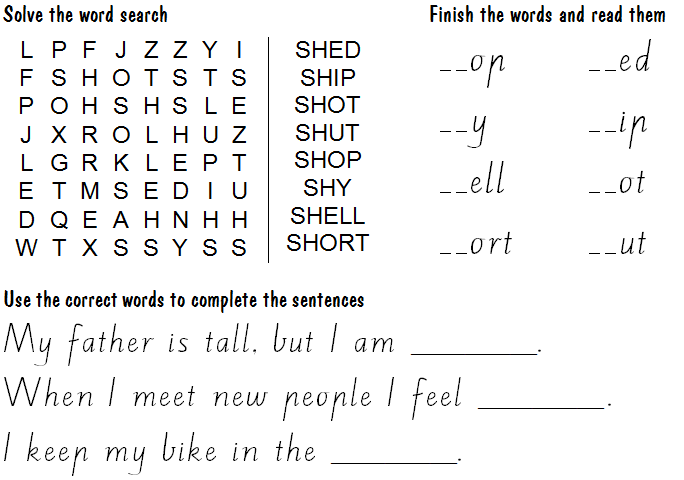 Solve the word search
L P F J Z Z Y I
F S H O T S T S
P O H S H S L E
J X R O L H U Z
L G R K L E P T
E T M S E D I U
D Q E A H N H H
W T X S S Y S S
SHED
SHIP
SHOT
SHUT
SHOP
SHY
SHELL
SHORT
Finish the words and read them
__op __ed
__y __ip
__ell __ot
__ort __ut
Use the correct words to complete the sentences
My father is tall, but I am ________.
When I meet new people I feel ________.
I keep my bike in the ________.